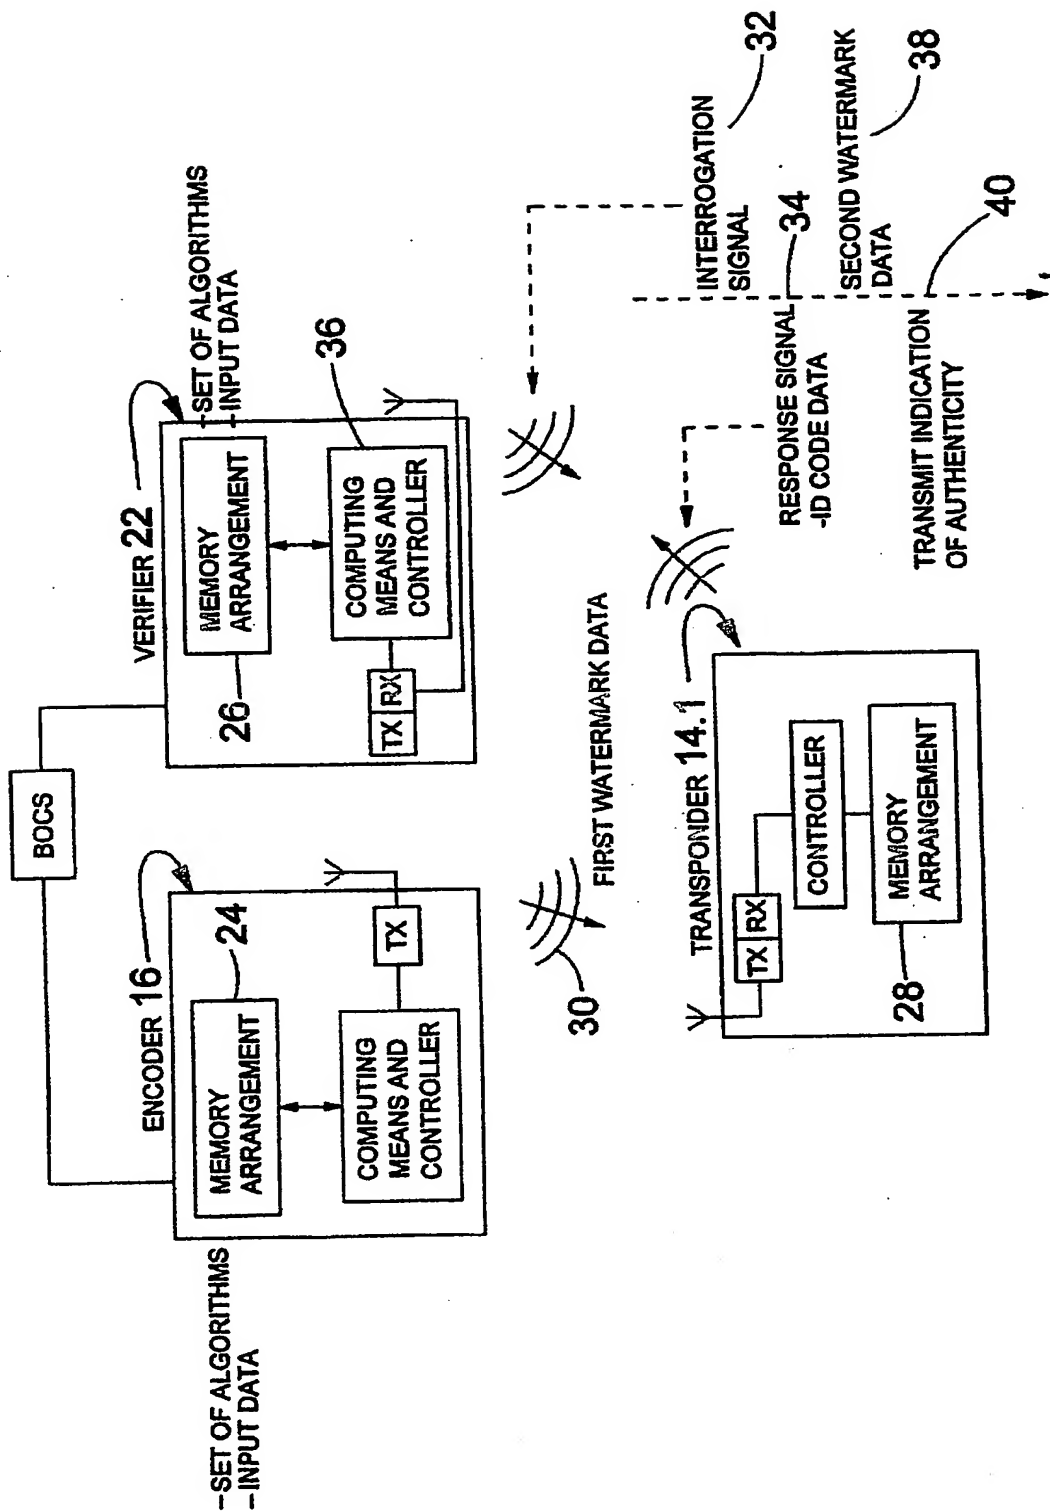 BOCS
ENCODER 16
-SET OF ALGORITHMS
-INPUT DATA
MEMORY
ARRANGEMENT
24
COMPUTING
MEANS AND
CONTROLLER
TX
VERIFIER 22
-SET OF ALGORITHMS
-INPUT DATA
MEMORY
ARRANGEMENT
26
36
COMPUTING
MEANS AND
CONTROLLER
TX RX
30
FIRST WATERMARK DATA
TRANSPONDER 14.1
TX RX
CONTROLLER
MEMORY
ARRANGEMENT
28
INTERROGATION
SIGNAL
32
RESPONSE SIGNAL
-ID CODE DATA
34
SECOND WATERMARK
DATA
38
TRANSMIT INDICATION
OF AUTHENTICITY
40
t